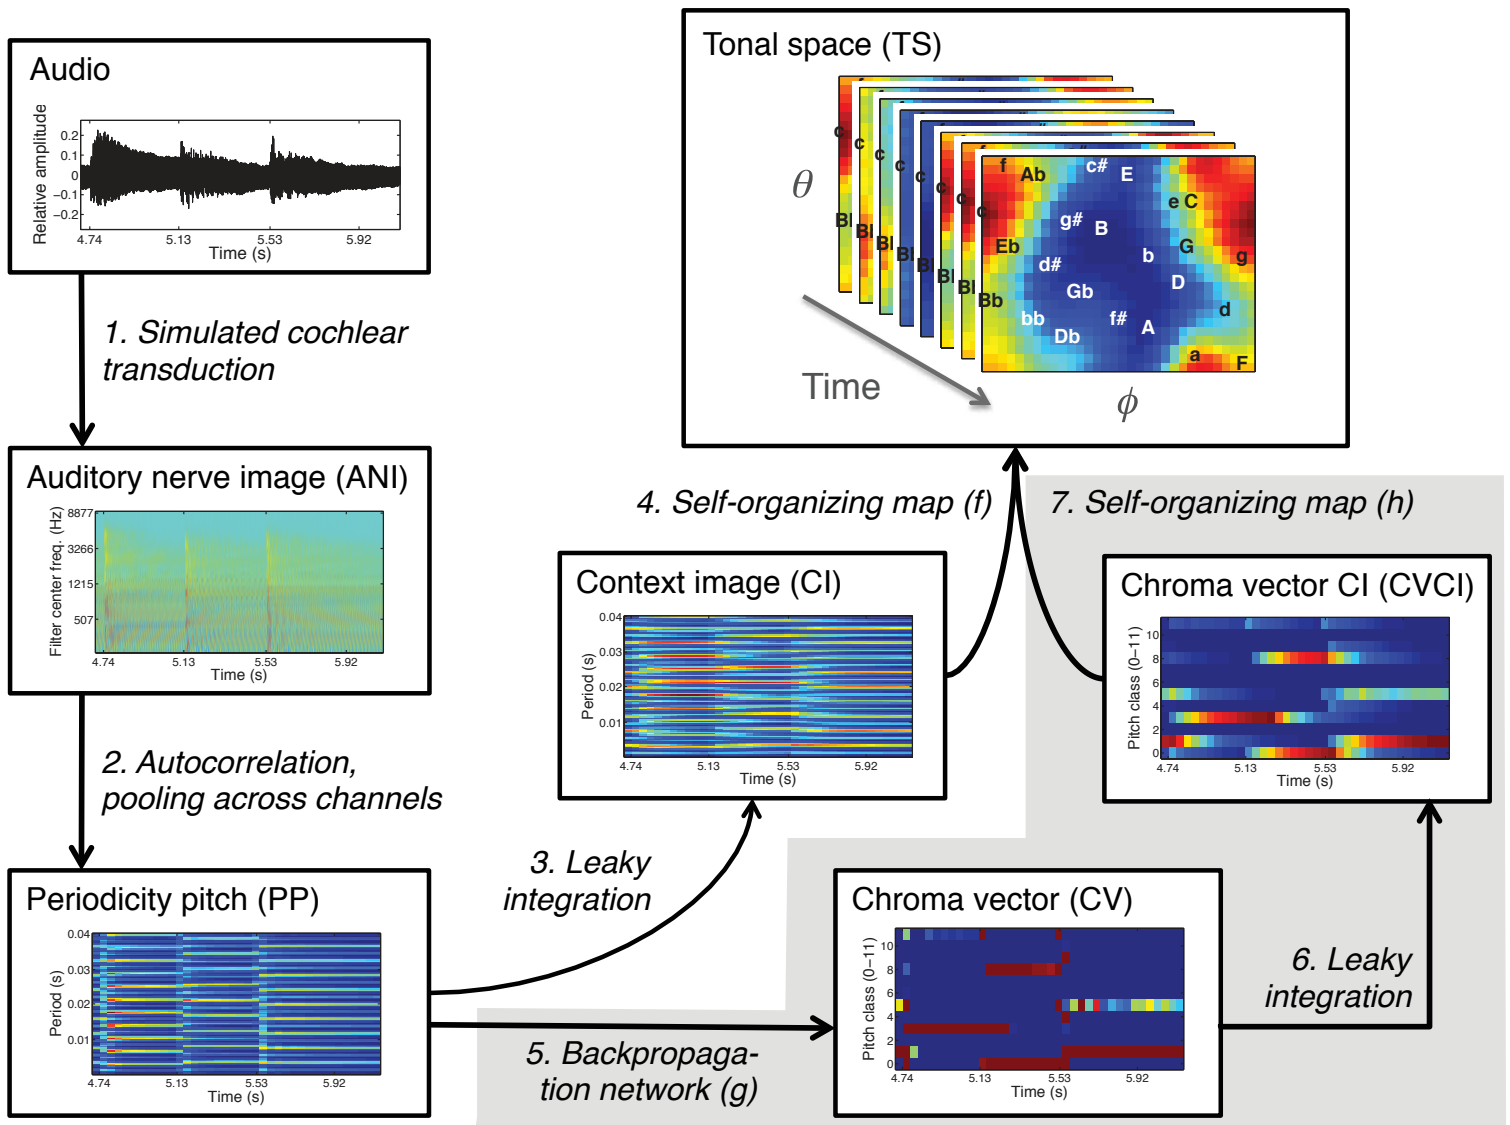 Audio
Relative amplitude
0.2
0.1
0
−0.1
−0.2
4.74 5.13 5.53 5.92
Time (s)
1. Simulated cochlear
transduction
Auditory nerve image (ANI)
Filter center freq. (Hz)
8877
3266
1215
507
4.74 5.13 5.53 5.92
Time (s)
2. Autocorrelation,
pooling across channels
Periodicity pitch (PP)
Period (s)
0.04
0.03
0.02
0.01
4.74 5.13 5.53 5.92
Time (s)
3. Leaky
integration
Context image (CI)
Period (s)
0.04
0.03
0.02
0.01
4.74 5.13 5.53 5.92
Time (s)
4. Self-organizing map (f)
Tonal space (TS)
θ
c c c c c c c c
Bl Bl Bl Bl Bl Bl Bl Bb
f Ab c# E
e C
g# B
Eb G g
d# b
Gb D
bb f# A d
Db
a F
Time
ϕ
5. Backpropaga-
tion network (g)
Chroma vector (CV)
Pitch class (0−11)
10
8
6
4
2
0
4.74 5.13 5.53 5.92
Time (s)
6. Leaky
integration
Chroma vector CI (CVCI)
Pitch class (0−11)
10
8
6
4
2
0
4.74 5.13 5.53 5.92
Time (s)
7. Self-organizing map (h)